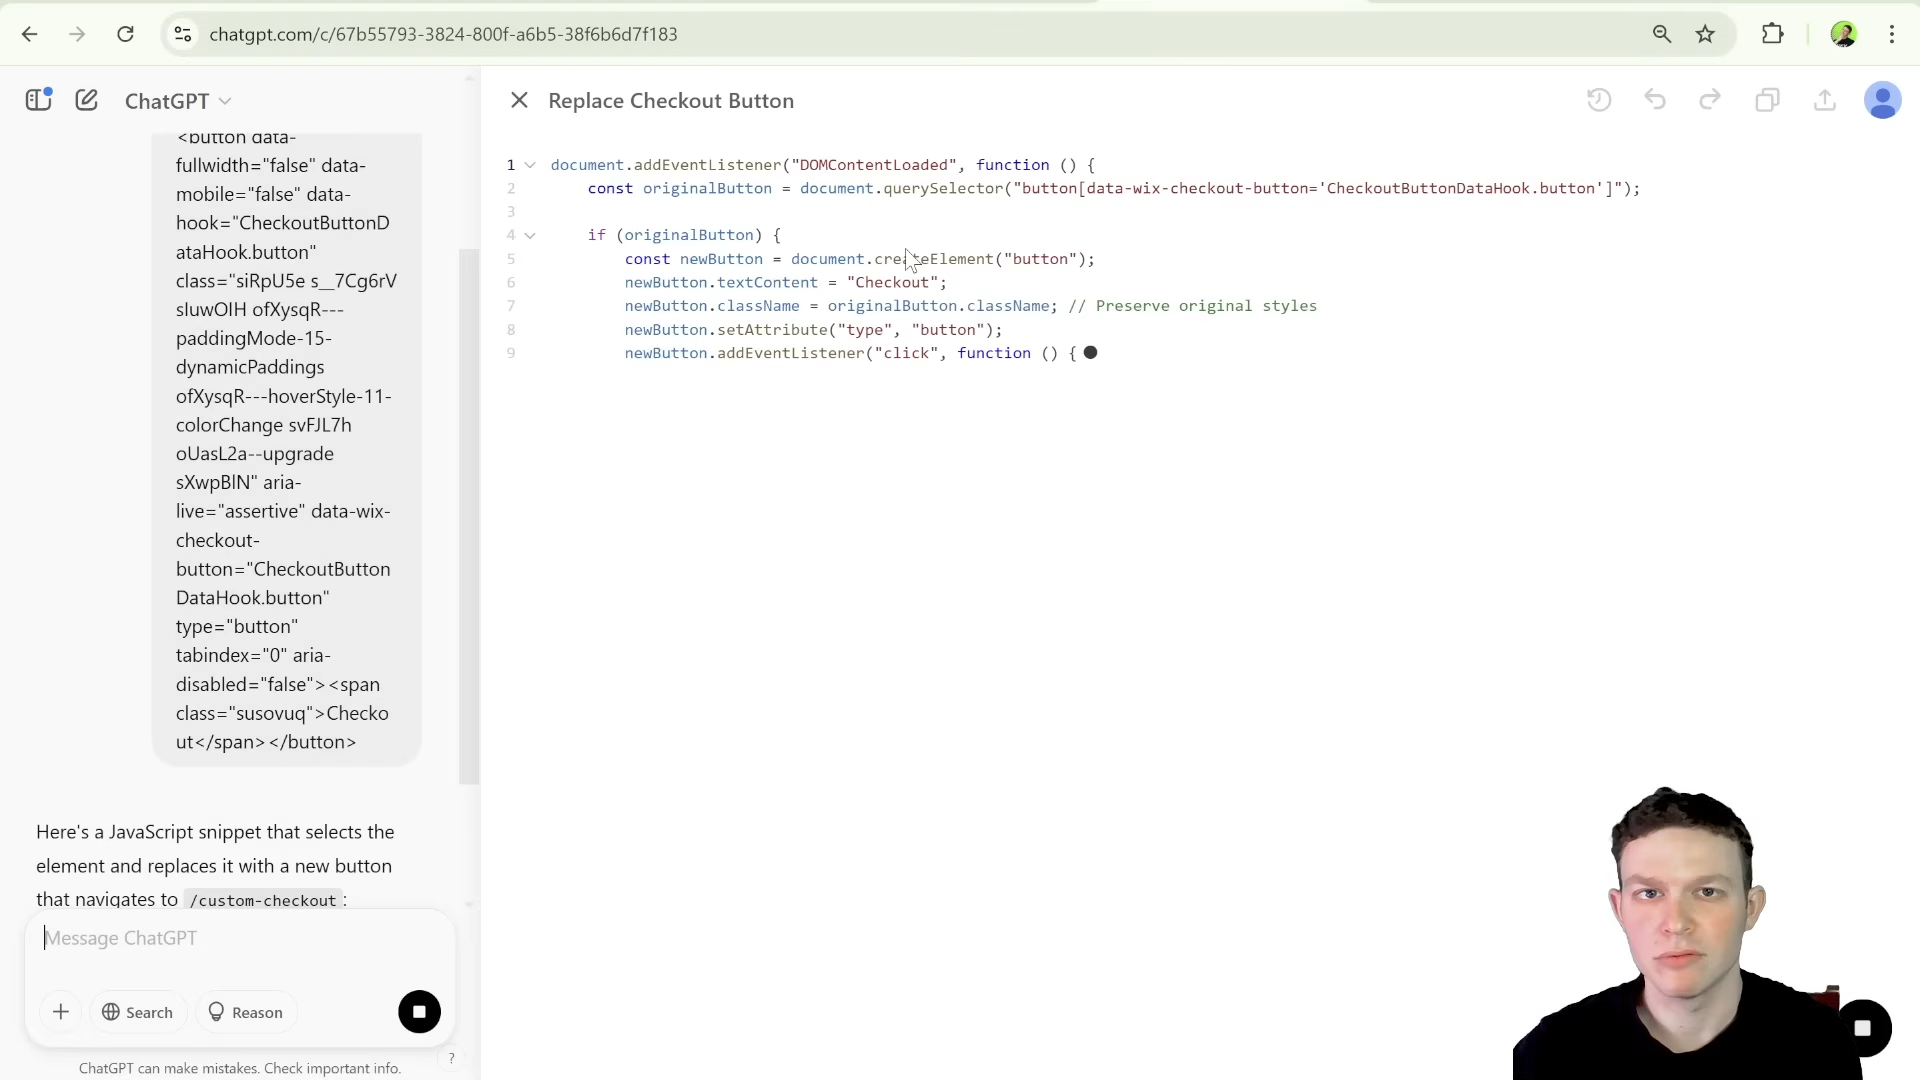 chatgpt.com/c/67b55793-3824-800f-a6b5-38f6b6d7f183
ChatGPT
<button data-
fullwidth="false" data-
mobile="false" data-
hook="CheckoutButtonD
ataHook.button"
class="siRpU5e s__7Cg6rV
sluwOIH ofXysqR---
paddingMode-15-
dynamicPaddings
ofXysqR---hoverStyle-11-
colorChange svFJL7h
oUasL2a--upgrade
sXwpBlN" aria-
live="assertive" data-wix-
checkout-
button="CheckoutButton
DataHook.button"
type="button"
tabindex="0" aria-
disabled="false"><span
class="susovuq">Checko
ut</span></button>
Here's a JavaScript snippet that selects the
element and replaces it with a new button
that navigates to /custom-checkout:
Message ChatGPT
Search
Reason
ChatGPT can make mistakes. Check important info.
?
Replace Checkout Button
1 document.addEventListener("DOMContentLoaded", function () {
2 const originalButton = document.querySelector("button[data-wix-checkout-button='CheckoutButtonDataHook.button']");
3
4 if (originalButton) {
5 const newButton = document.createElement("button");
6 newButton.textContent = "Checkout";
7 newButton.className = originalButton.className; // Preserve original styles
8 newButton.setAttribute("type", "button");
9 newButton.addEventListener("click", function () {